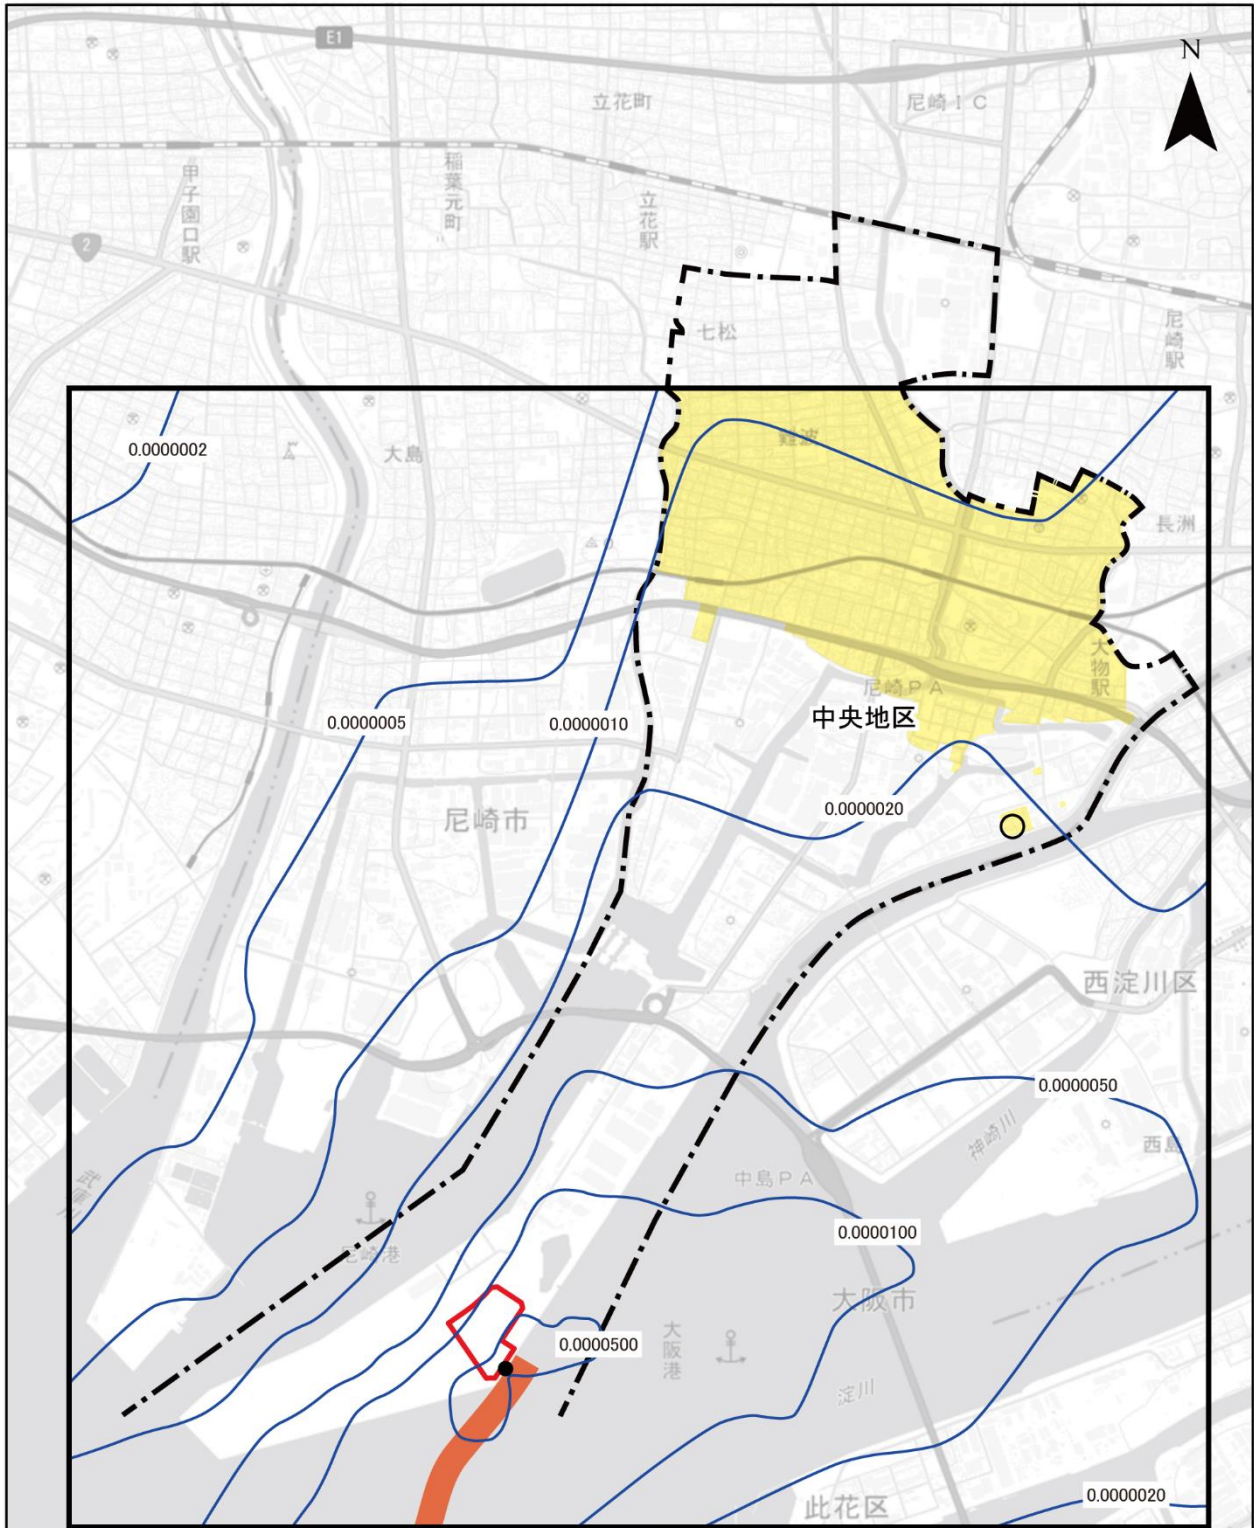 E1
N
立花町
尼崎IC
甲子園口駅
稲葉元町
立花駅
2
七松
尼崎駅
0.0000002
大島
難波
長洲
大物駅
尼崎PA
中央地区
0.0000005
0.0000010
0.0000020
尼崎市
西淀川区
0.0000050
神崎川
西島
中島PA
武庫川
尼崎港
0.0000100
大阪市
0.0000500
大阪港
淀川
0.0000020
此花区